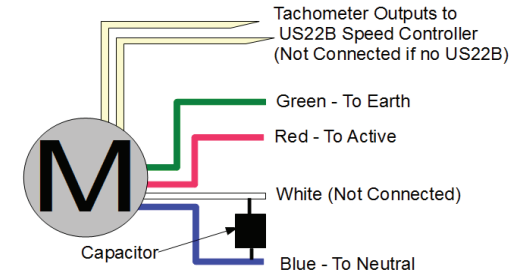 Tachometer Outputs to
US22B Speed Controller
(Not Connected if no US22B)
Green - To Earth
Red - To Active
M
White (Not Connected)
Capacitor
Blue - To Neutral